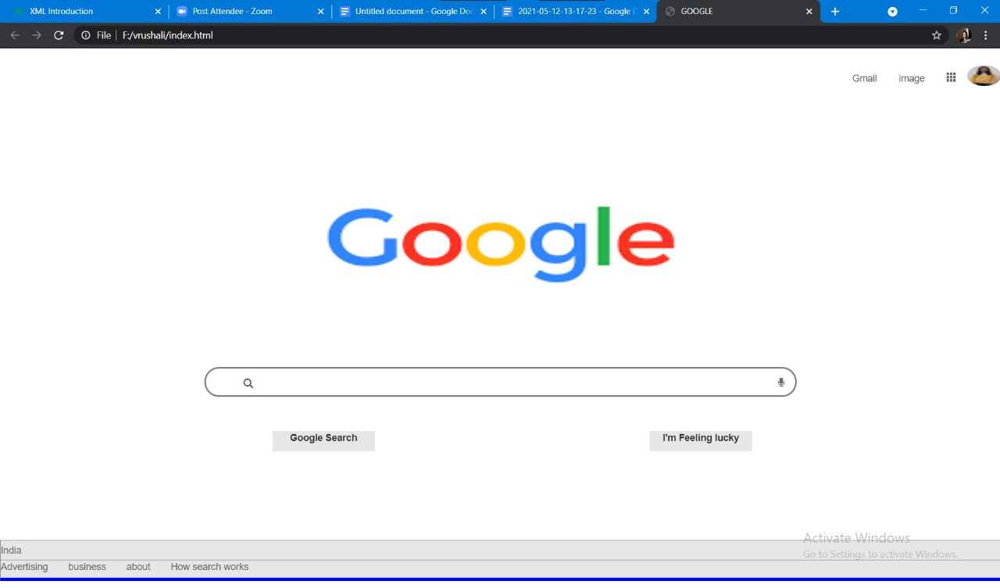 XML Introduction
Post Attendee - Zoom
Untitled document - Google Doc
2021-05-12-13-17-23 - Google D
GOOGLE
File
F:/vrushali/index.html
Gmail image
Google
Google Search
I'm Feeling lucky
Activate Windows
India
Go to Settings to activate Windows.
Advertising business about How search works